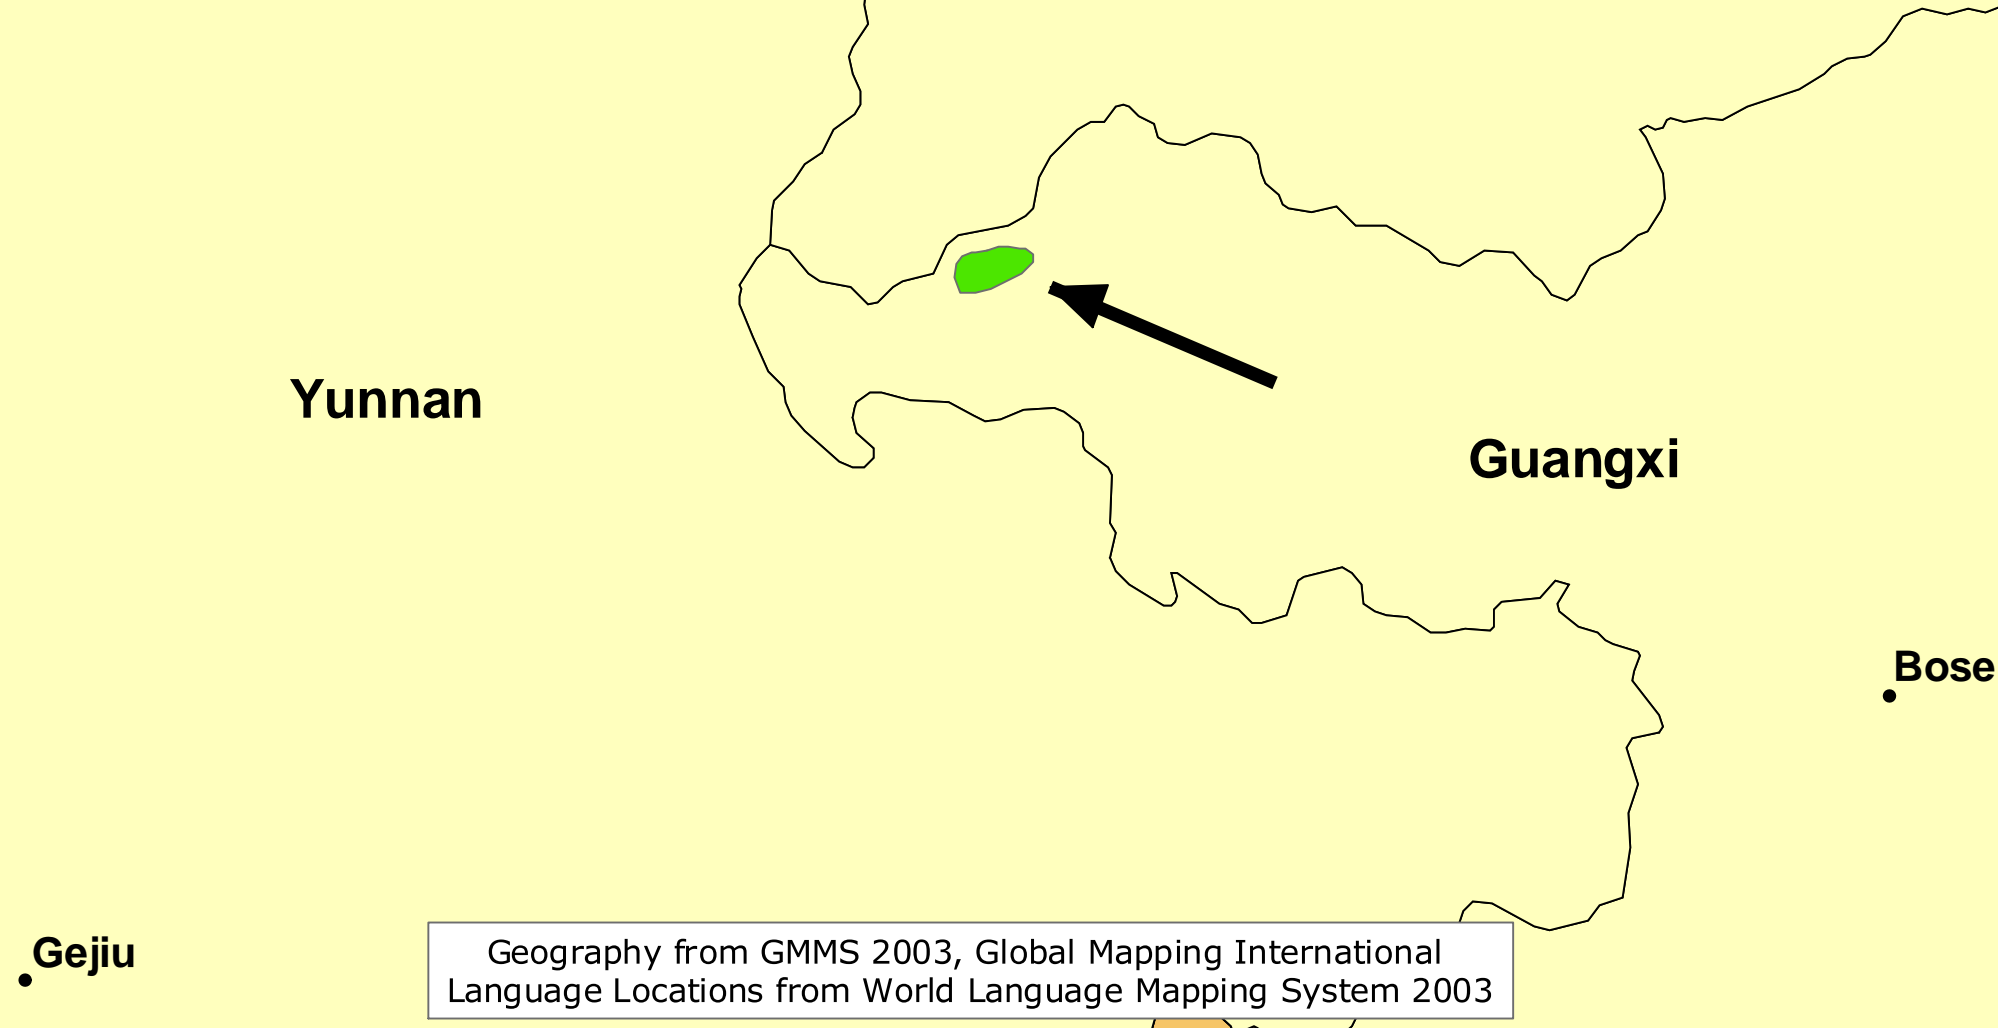 Yunnan
Guangxi
Bose
Gejiu
Geography from GMMS 2003, Global Mapping International
Language Locations from World Language Mapping System 2003